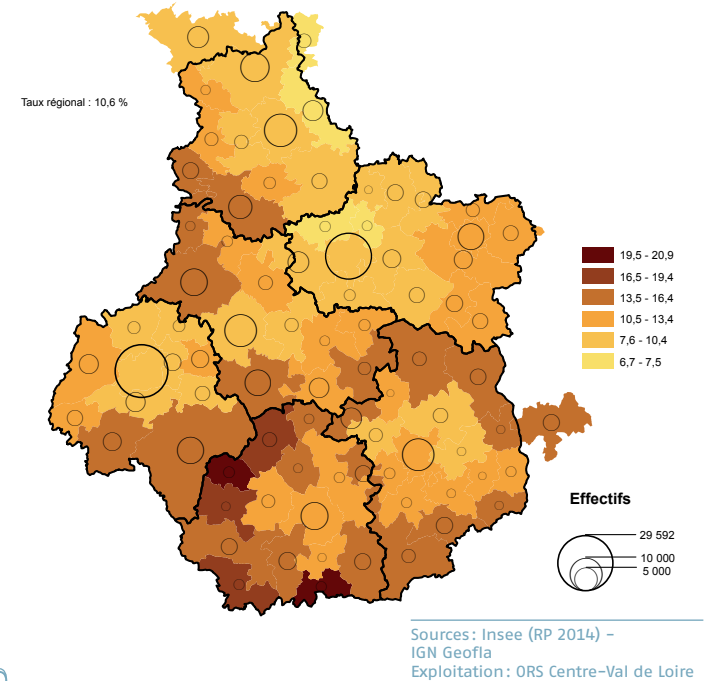 Taux régional : 10,6 %
19,5 - 20,9
16,5 - 19,4
13,5 - 16,4
10,5 - 13,4
7,6 - 10,4
6,7 - 7,5
Effectifs
29 592
10 000
5 000
Sources : Insee (RP 2014) –
IGN Geofla
Exploitation : ORS Centre-Val de Loire